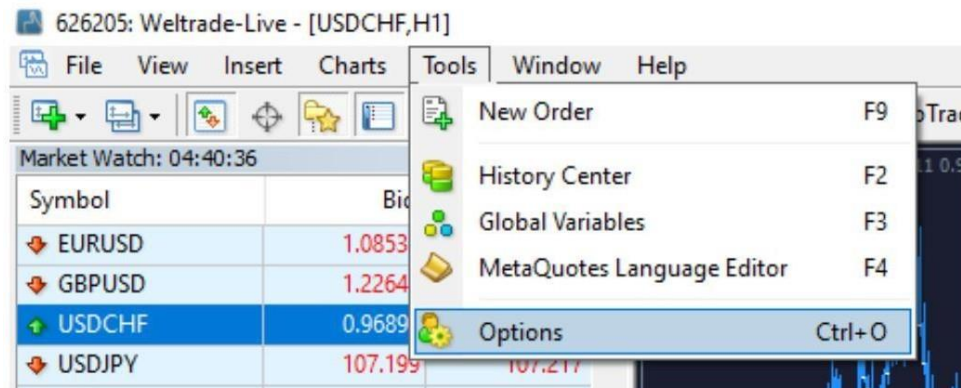 626205: Weltrade-Live - [USDCHF,H1]
File View Insert Charts Tools Window Help
New Order F9
Market Watch: 04:40:36
History Center F2
Symbol
Global Variables F3
EURUSD 1.0853
MetaQuotes Language Editor F4
GBPUSD 1.2264
USDCHF 0.9689
Options Ctrl+O
USDJPY 107.199 107.217